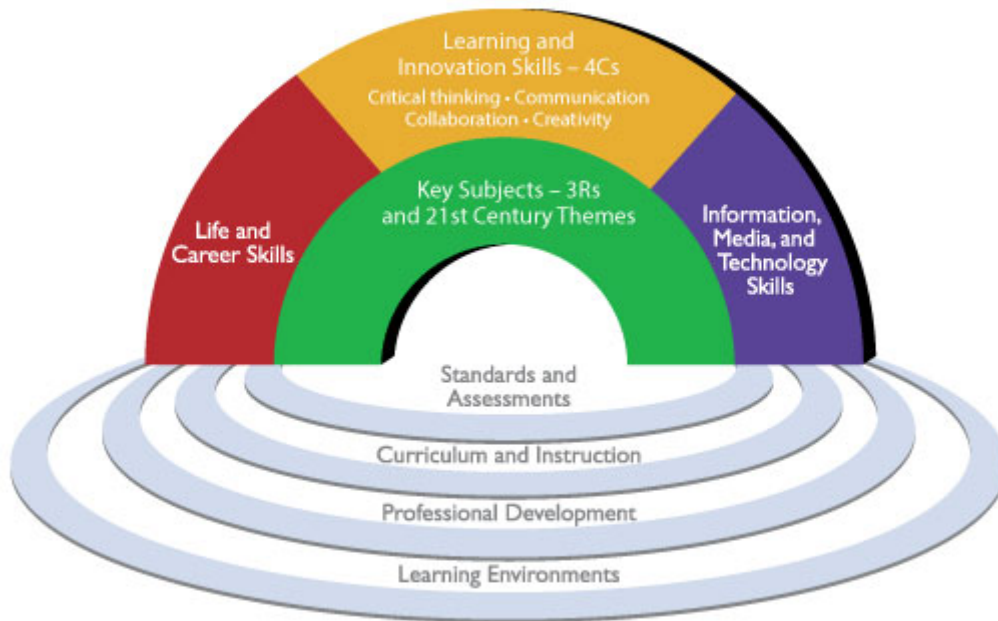 Learning and
Innovation Skills – 4Cs
Critical thinking • Communication
Collaboration • Creativity
Key Subjects – 3Rs
and 21st Century Themes
Life and
Career Skills
Information,
Media, and
Technology
Skills
Standards and
Assessments
Curriculum and Instruction
Professional Development
Learning Environments